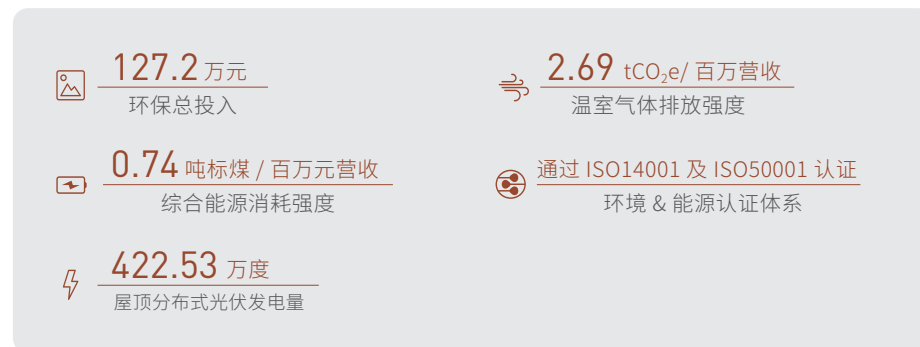 127.2 万元
环保总投入
2.69 tCO₂e/ 百万营收
温室气体排放强度
0.74 吨标煤 / 百万元营收
综合能源消耗强度
通过 ISO14001 及 ISO50001 认证
环境 & 能源认证体系
422.53 万度
屋顶分布式光伏发电量